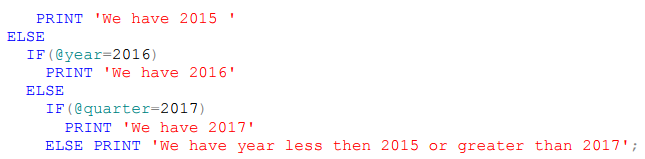 PRINT 'We have 2015 '
ELSE
IF(@year=2016)
PRINT 'We have 2016'
ELSE
IF(@quarter=2017)
PRINT 'We have 2017'
ELSE PRINT 'We have year less then 2015 or greater than 2017';